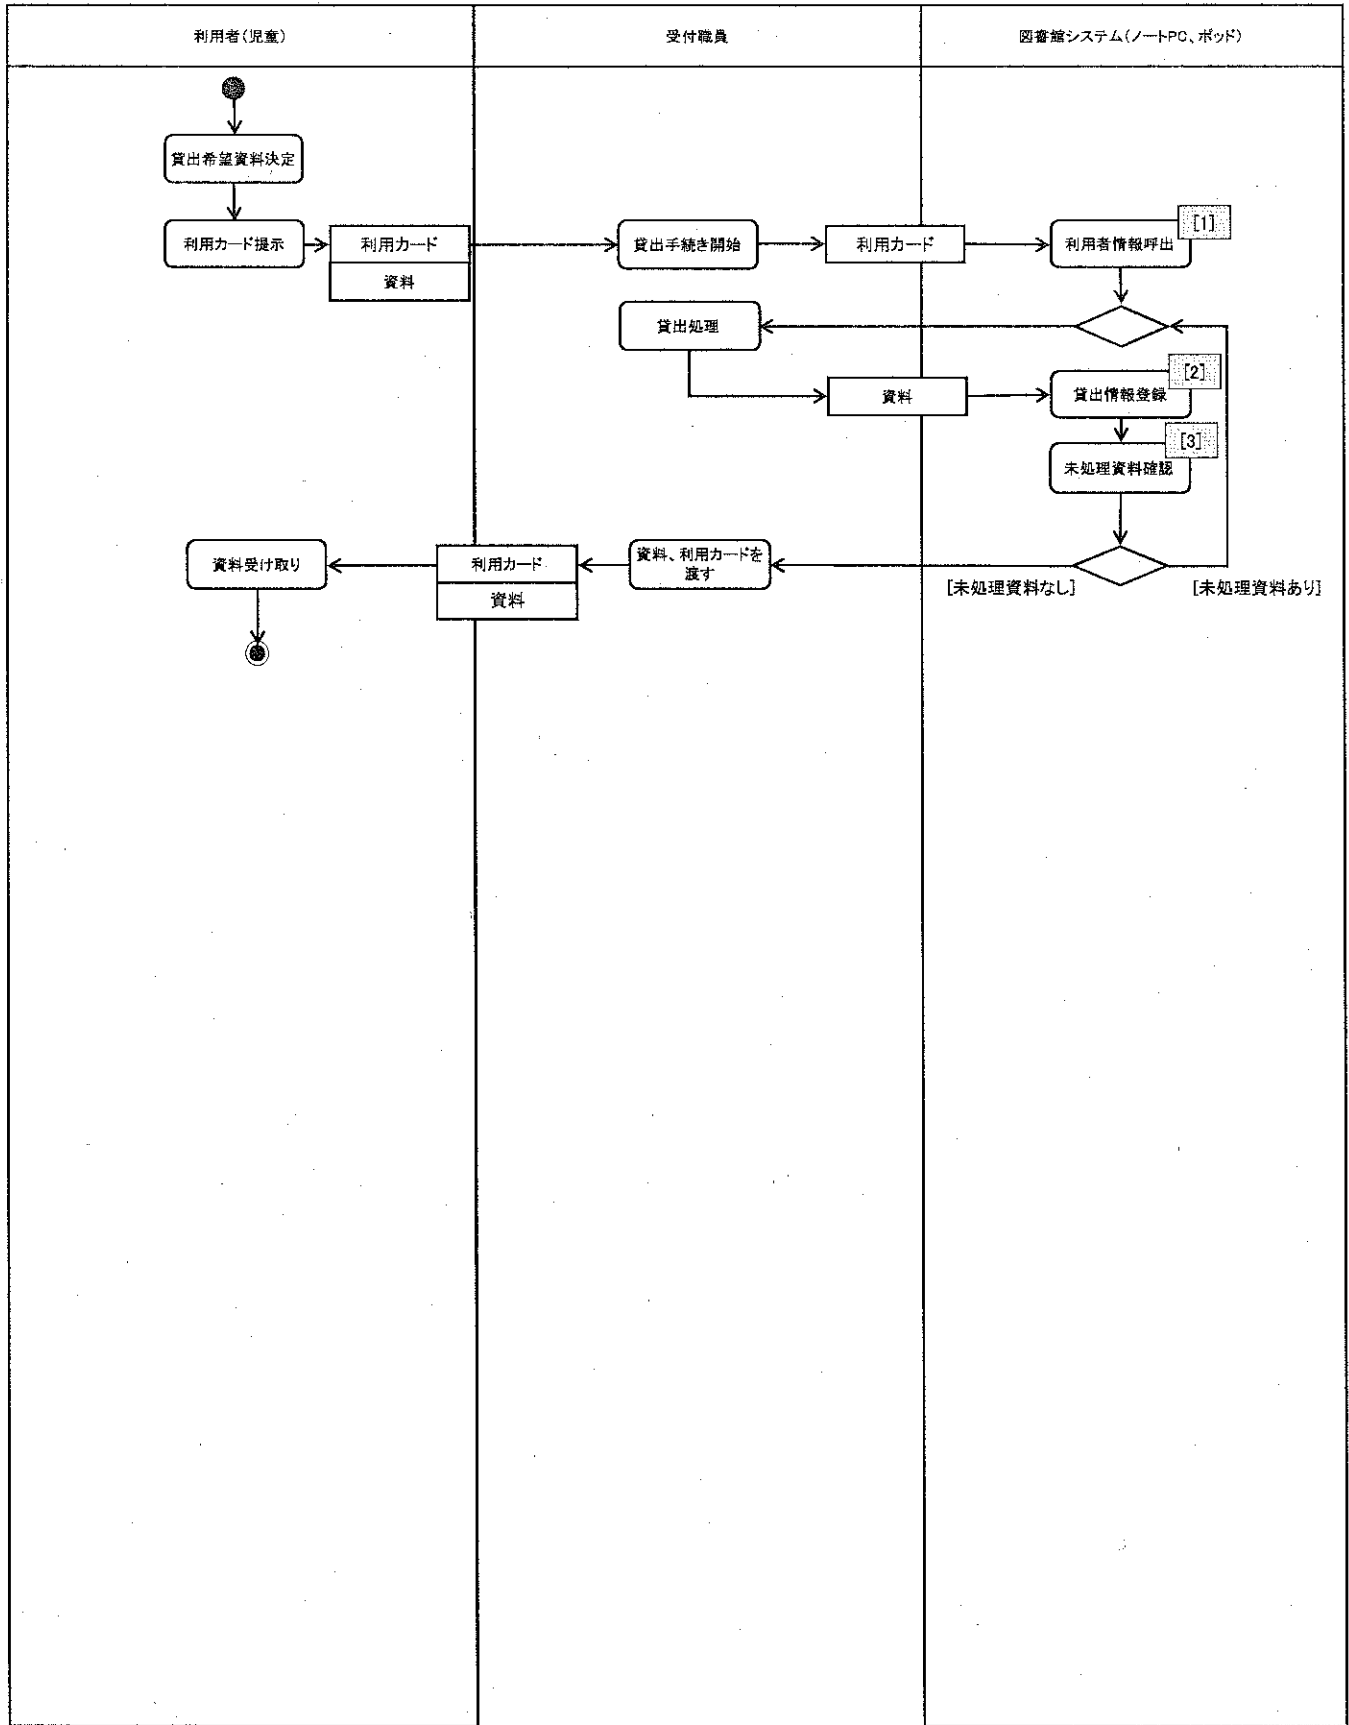 利用者(児童)
受付職員
図書館システム(ノートPC、ポッド)
貸出希望資料決定
利用カード提示
利用カード
資料
貸出手続き開始
利用カード
利用者情報呼出
[1]
貸出処理
資料
貸出情報登録
[2]
未処理資料確認
[3]
資料受け取り
利用カード
資料
資料、利用カードを
渡す
[未処理資料なし]
[未処理資料あり]